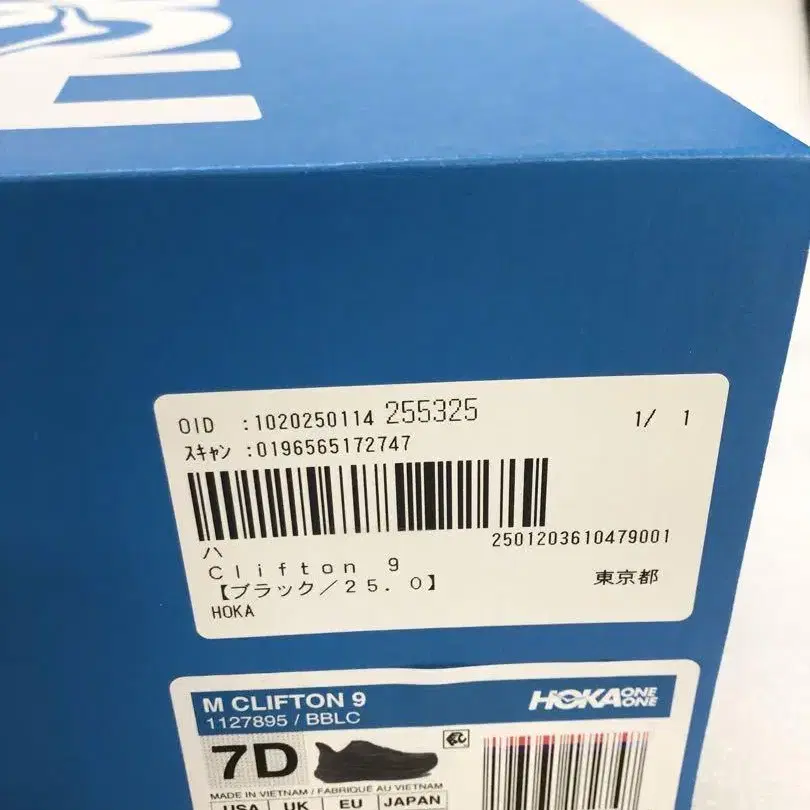 OID :1020250114 255325 1/ 1
スキャン :0196565172747
2501203610479001
ハ
Clifton 9
【ブラック／25.0】 東京都
HOKA
M CLIFTON 9 HOKA ONE ONE
1127895 / BBLC
7D
MADE IN VIETNAM / FABRIQUÉ AU VIETNAM
USA UK EU JAPAN